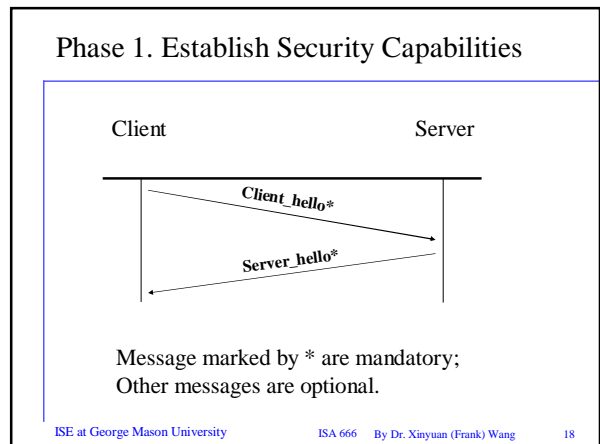 Phase 1. Establish Security Capabilities
Client Server
Client_hello*
Server_hello*
Message marked by * are mandatory;
Other messages are optional.
ISE at George Mason University ISA 666 By Dr. Xinyuan (Frank) Wang 18